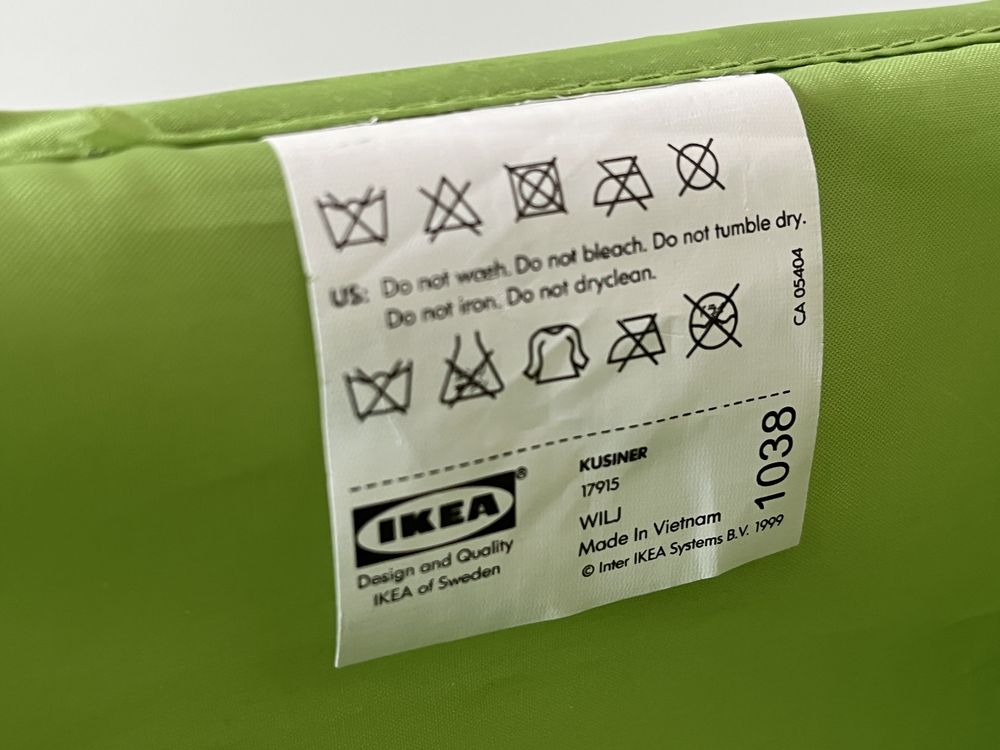 US: Do not wash. Do not bleach. Do not tumble dry.
Do not iron. Do not dryclean.
CA 05404
IKEA®
Design and Quality
IKEA of Sweden
KUSINER
17915
WILJ
Made In Vietnam
© Inter IKEA Systems B.V. 1999
1038